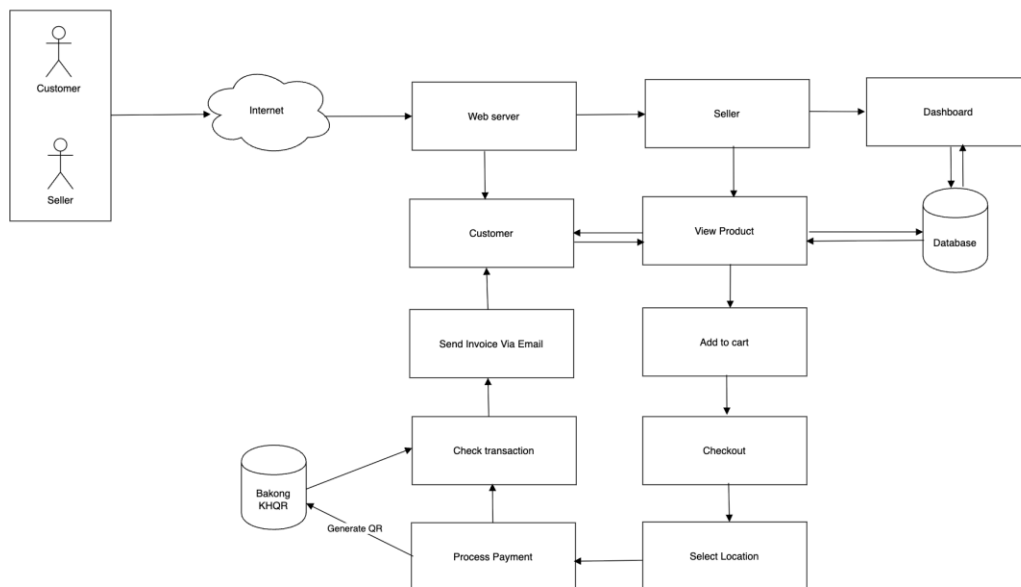 Customer
Seller
Internet
Web server
Seller
Dashboard
Customer
View Product
Database
Send Invoice Via Email
Add to cart
Check transaction
Checkout
Bakong
KHQR
Generate QR
Process Payment
Select Location